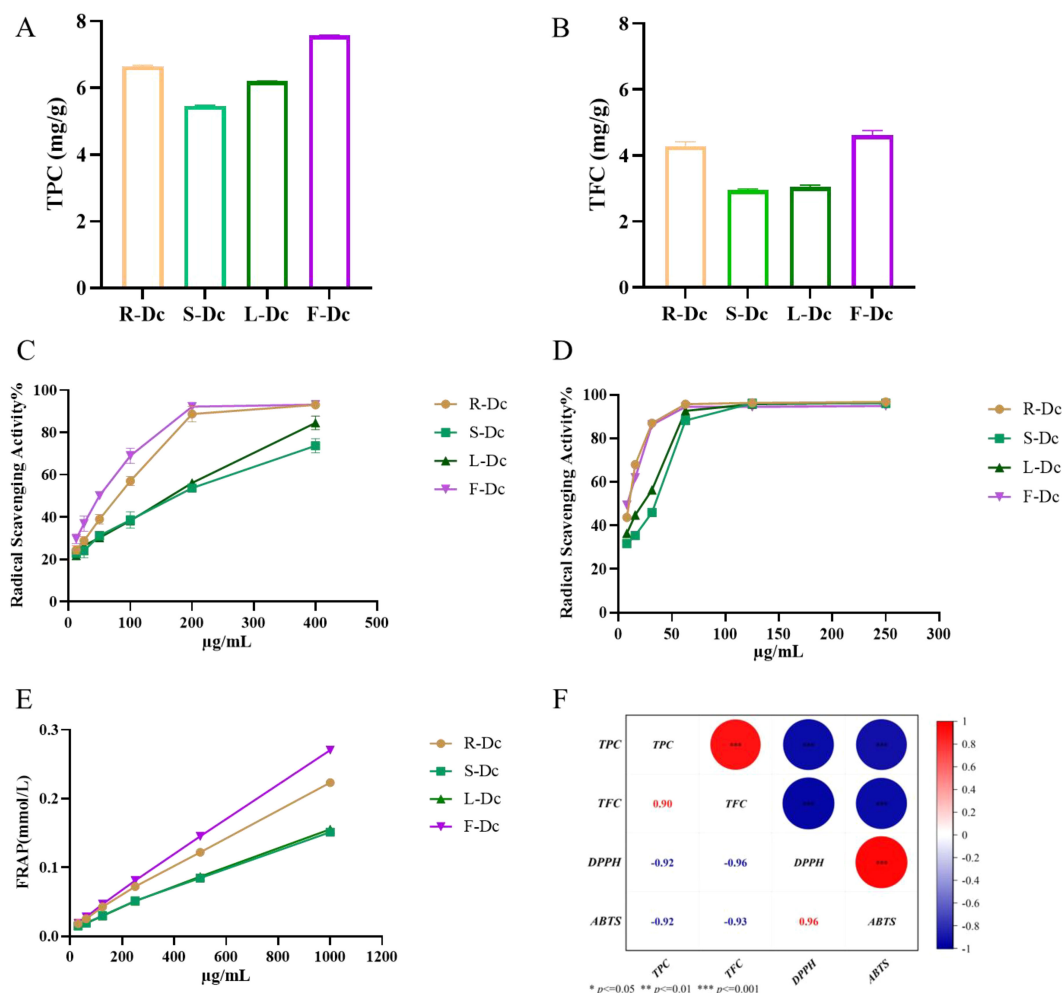 A
TPC (mg/g)
8
6
4
2
0
R-Dc S-Dc L-Dc F-Dc
B
TFC (mg/g)
8
6
4
2
0
R-Dc S-Dc L-Dc F-Dc
C
Radical Scavenging Activity%
100
80
60
40
20
0
0 100 200 300 400 500
µg/mL
R-Dc
S-Dc
L-Dc
F-Dc
D
Radical Scavenging Activity%
100
80
60
40
20
0
0 50 100 150 200 250 300
µg/mL
R-Dc
S-Dc
L-Dc
F-Dc
E
FRAP(mmol/L)
0.3
0.2
0.1
0.0
0 200 400 600 800 1000 1200
µg/mL
R-Dc
S-Dc
L-Dc
F-Dc
F
TPC TPC ***  *** ***
TFC 0.90 TFC *** ***
DPPH -0.92 -0.96 DPPH ***
ABTS -0.92 -0.93 0.96 ABTS
TPC TFC DPPH ABTS
* p<=0.05 ** p<=0.01 *** p<=0.001
1
0.8
0.6
0.4
0.2
0
-0.2
-0.4
-0.6
-0.8
-1